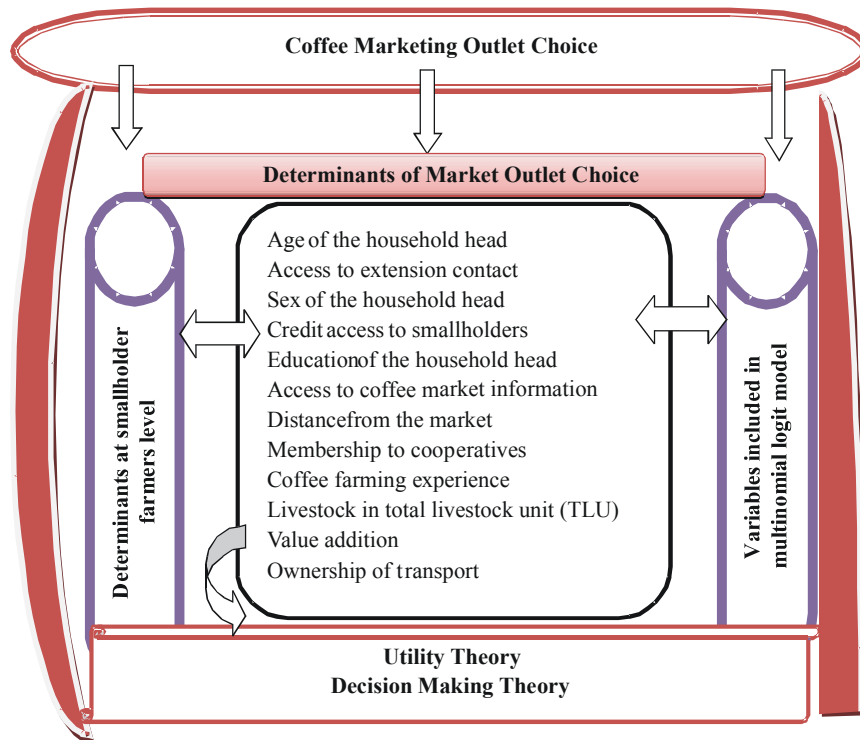 Coffee Marketing Outlet Choice
Determinants of Market Outlet Choice
Determinants at smallholder
farmers level
Age of the household head
Access to extension contact
Sex of the household head
Credit access to smallholders
Educationof the household head
Access to coffee market information
Distancefrom the market
Membership to cooperatives
Coffee farming experience
Livestock in total livestock unit (TLU)
Value addition
Ownership of transport
Variables included in
multinomial logit model
Utility Theory
Decision Making Theory